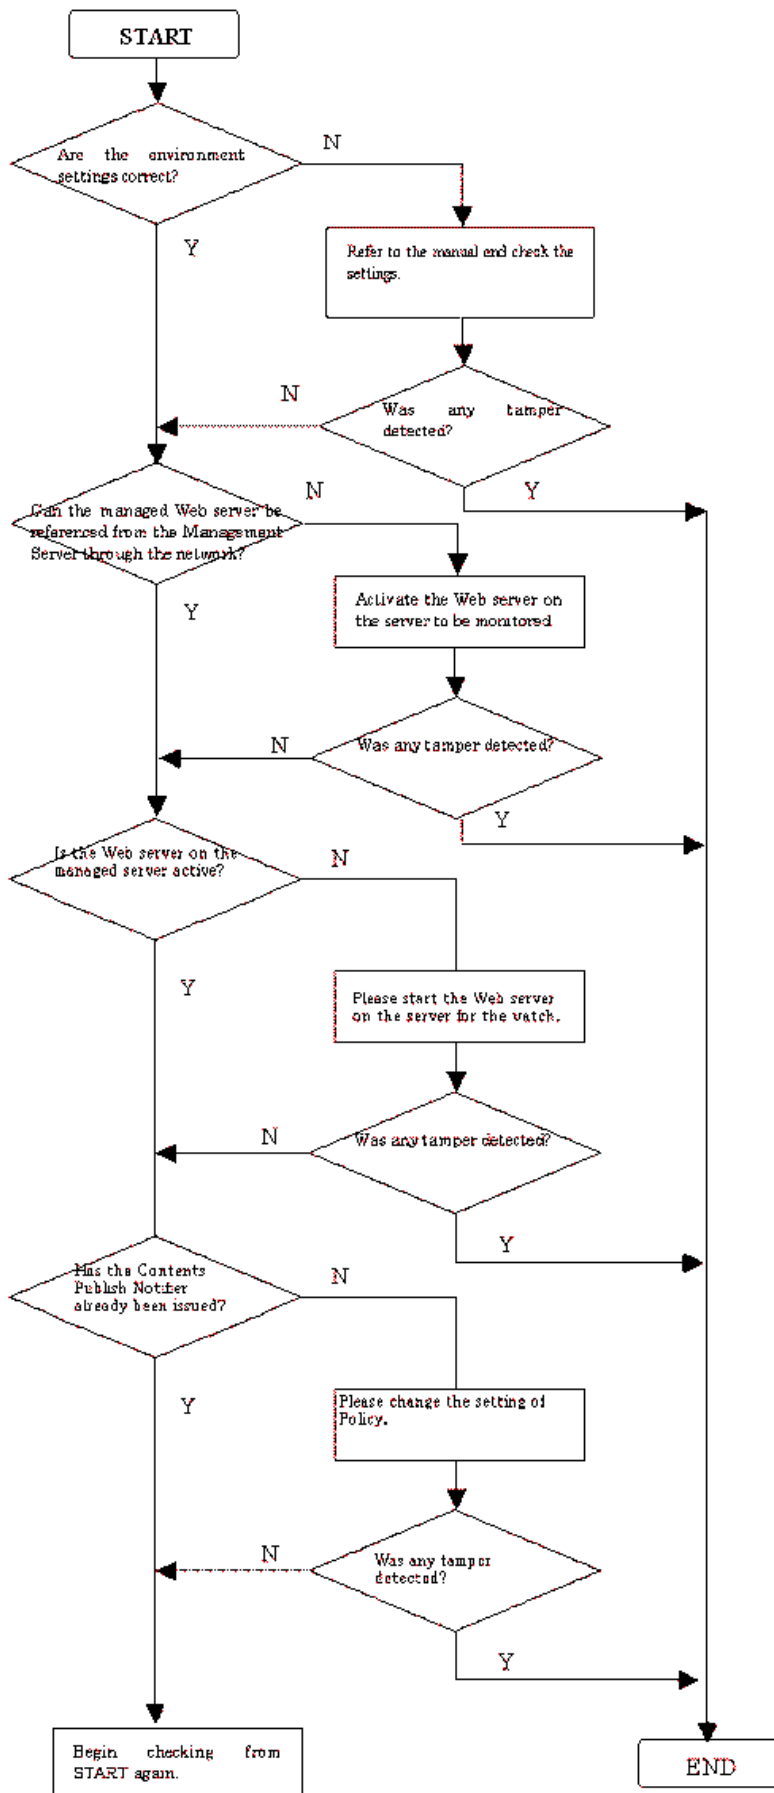 START
Are the environment
settings correct?
N
Y
Refer to the manual end check the
settings.
N
Was any tamper
detected?
Y
Can the managed Web server be
referenced from the Management
Server through the network?
N
Y
Activate the Web server on
the server to be monitored
N
Was any tamper detected?
Y
Is the Web server on the
managed server active?
N
Y
Please start the Web server
on the server for the watch.
N
Was any tamper detected?
Y
Has the Contents
Publish Notifier
already been issued?
N
Y
Please change the setting of
Policy.
N
Was any tamper
detected?
Y
Begin checking from
START again.
END